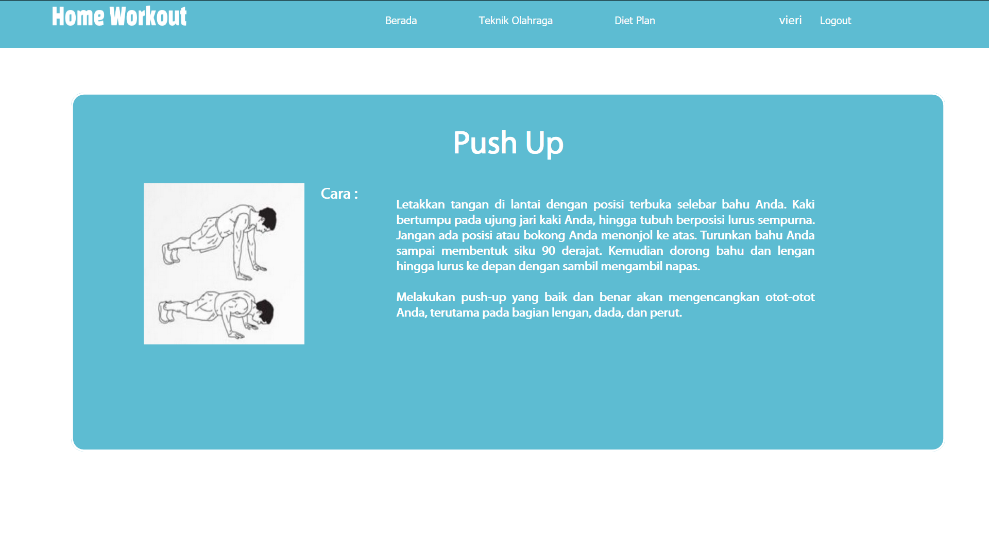 Home Workout
Berada
Teknik Olahraga
Diet Plan
vieri
Logout
Push Up
Cara :
Letakkan tangan di lantai dengan posisi terbuka selebar bahu Anda. Kaki
bertumpu pada ujung jari kaki Anda, hingga tubuh berposisi lurus sempurna.
Jangan ada posisi atau bokong Anda menonjol ke atas. Turunkan bahu Anda
sampai membentuk siku 90 derajat. Kemudian dorong bahu dan lengan
hingga lurus ke depan dengan sambil mengambil napas.
Melakukan push-up yang baik dan benar akan mengencangkan otot-otot
Anda, terutama pada bagian lengan, dada, dan perut.